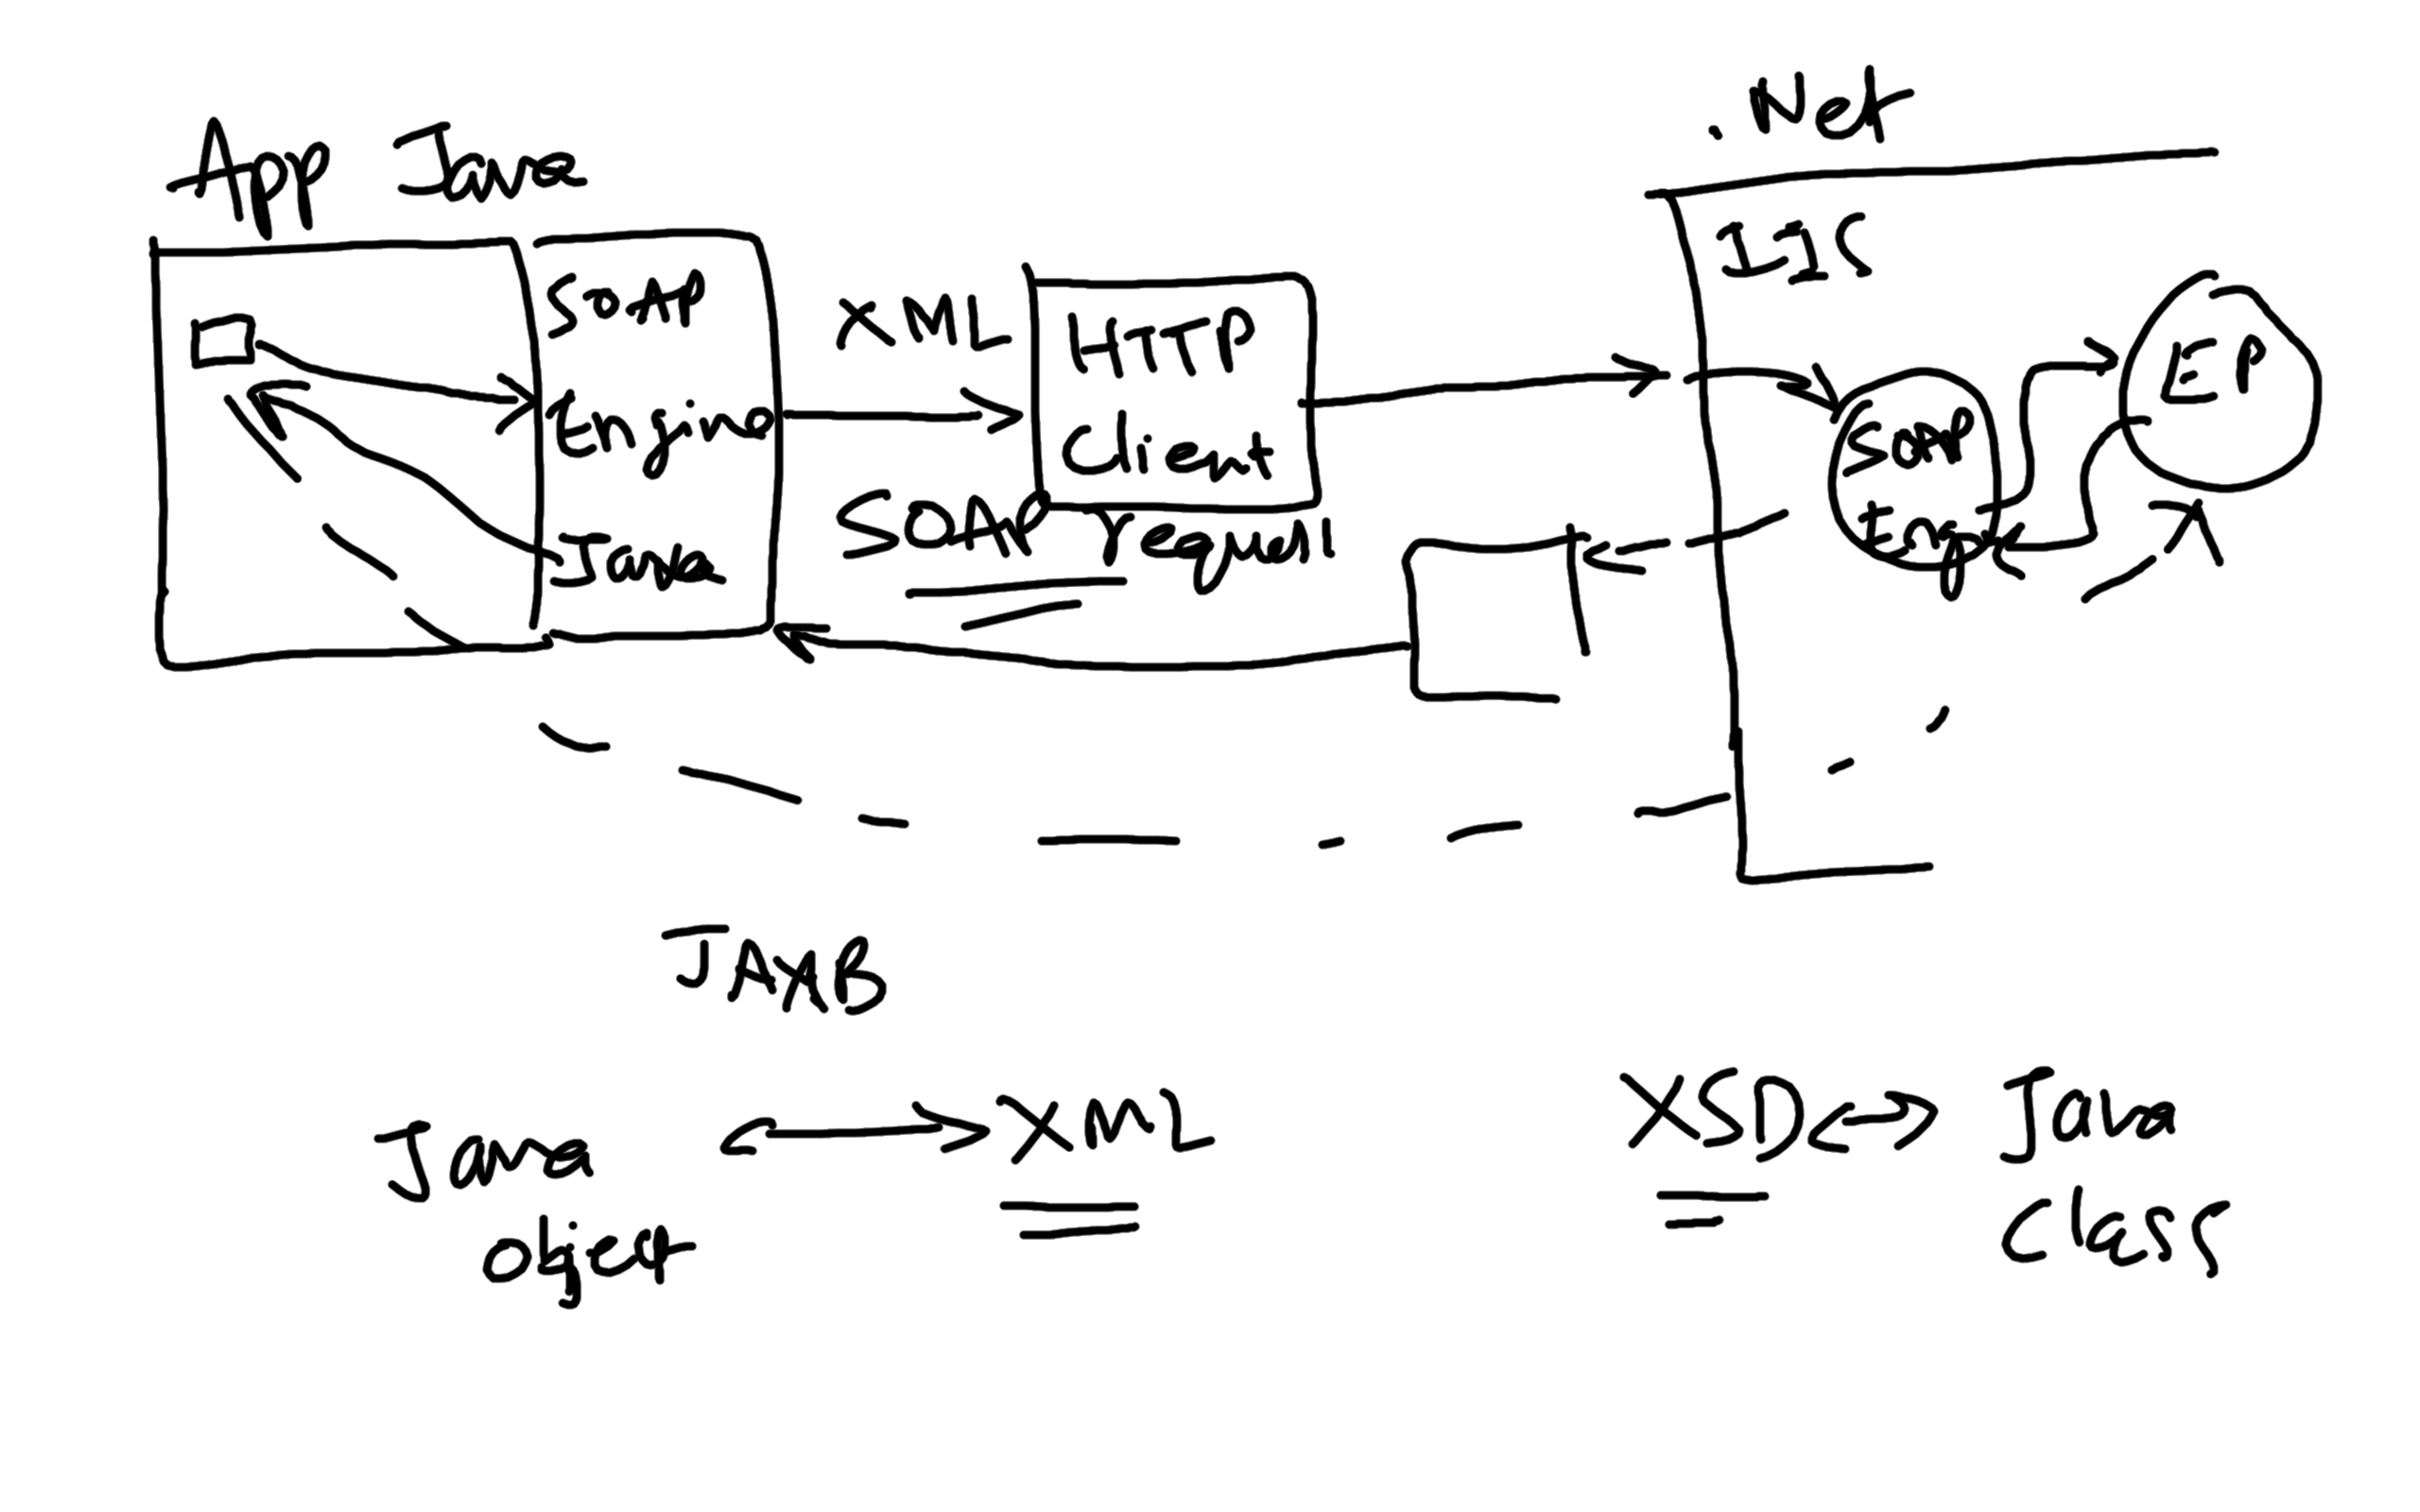 App Java
.Net
IIS
SOAP
Engine
Java
XML
HTTP
Client
SOAP request
SOAP
Eng
EP
JAXB
Java
object
XML
XSD
Java
class